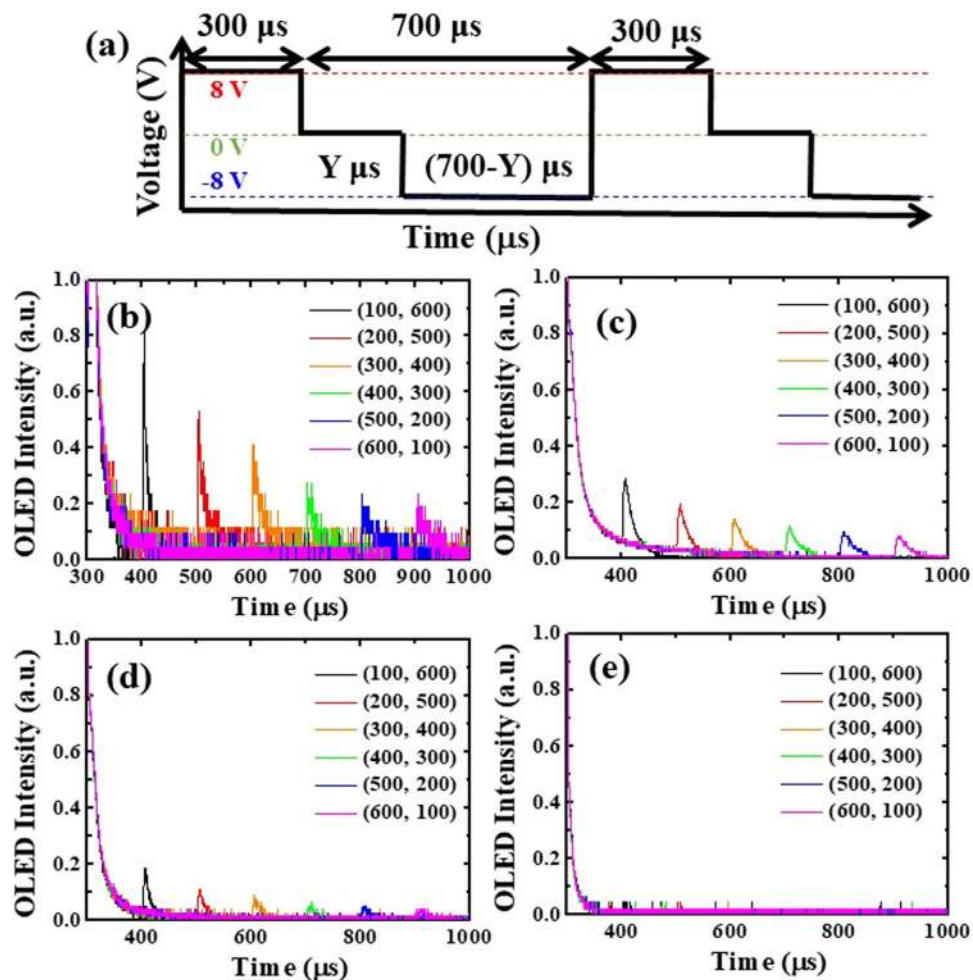 (a)
300 µs 700 µs 300 µs
Voltage (V)
8 V
0 V
-8 V
Y µs (700-Y) µs
Time (µs)
(b)
OLED Intensity (a.u.)
1.0
0.8
0.6
0.4
0.2
0.0
(100, 600)
(200, 500)
(300, 400)
(400, 300)
(500, 200)
(600, 100)
300 400 500 600 700 800 900 1000
Time (µs)
(c)
OLED Intensity (a.u.)
1.0
0.8
0.6
0.4
0.2
0.0
(100, 600)
(200, 500)
(300, 400)
(400, 300)
(500, 200)
(600, 100)
400 600 800 1000
Time (µs)
(d)
OLED Intensity (a.u.)
1.0
0.8
0.6
0.4
0.2
0.0
(100, 600)
(200, 500)
(300, 400)
(400, 300)
(500, 200)
(600, 100)
400 600 800 1000
Time (µs)
(e)
OLED Intensity (a.u.)
1.0
0.8
0.6
0.4
0.2
0.0
(100, 600)
(200, 500)
(300, 400)
(400, 300)
(500, 200)
(600, 100)
400 600 800 1000
Time (µs)